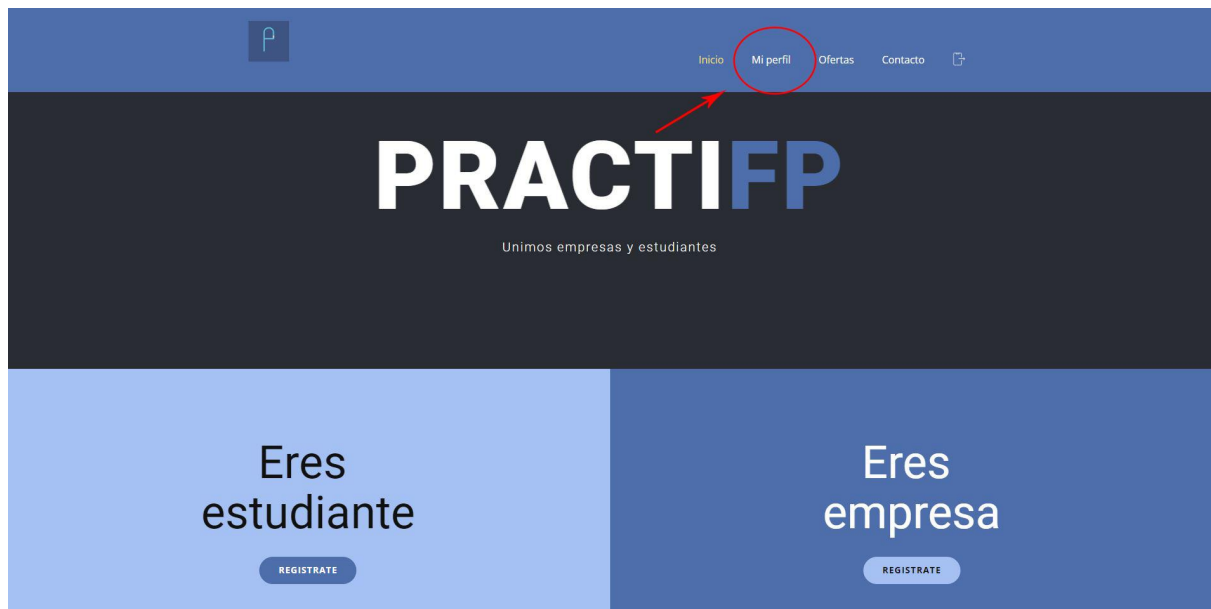 P
Inicio Mi perfil Ofertas Contacto
PRACTIFP
Unimos empresas y estudiantes
Eres
estudiante
REGISTRATE
Eres
empresa
REGISTRATE